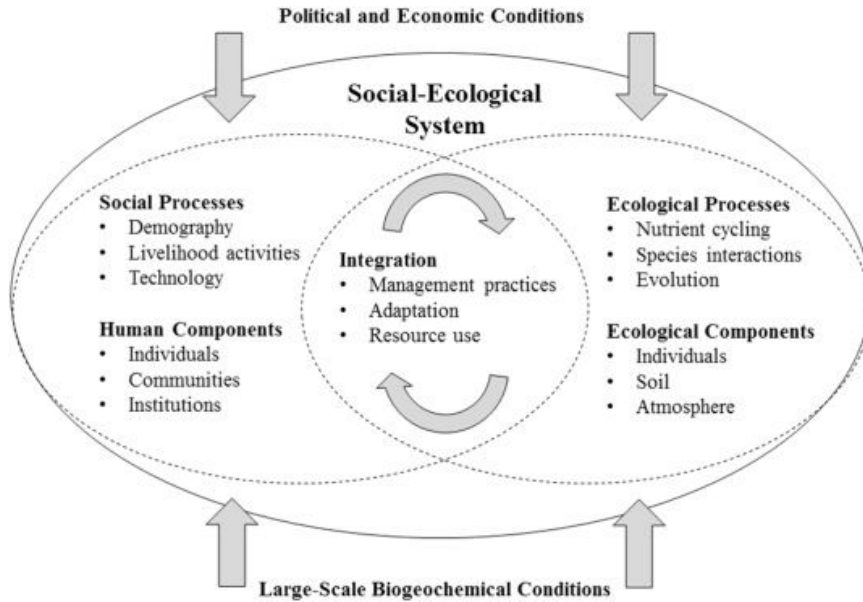 Political and Economic Conditions
Social-Ecological
System
Social Processes
• Demography
• Livelihood activities
• Technology
Human Components
• Individuals
• Communities
• Institutions
Integration
• Management practices
• Adaptation
• Resource use
Ecological Processes
• Nutrient cycling
• Species interactions
• Evolution
Ecological Components
• Individuals
• Soil
• Atmosphere
Large-Scale Biogeochemical Conditions